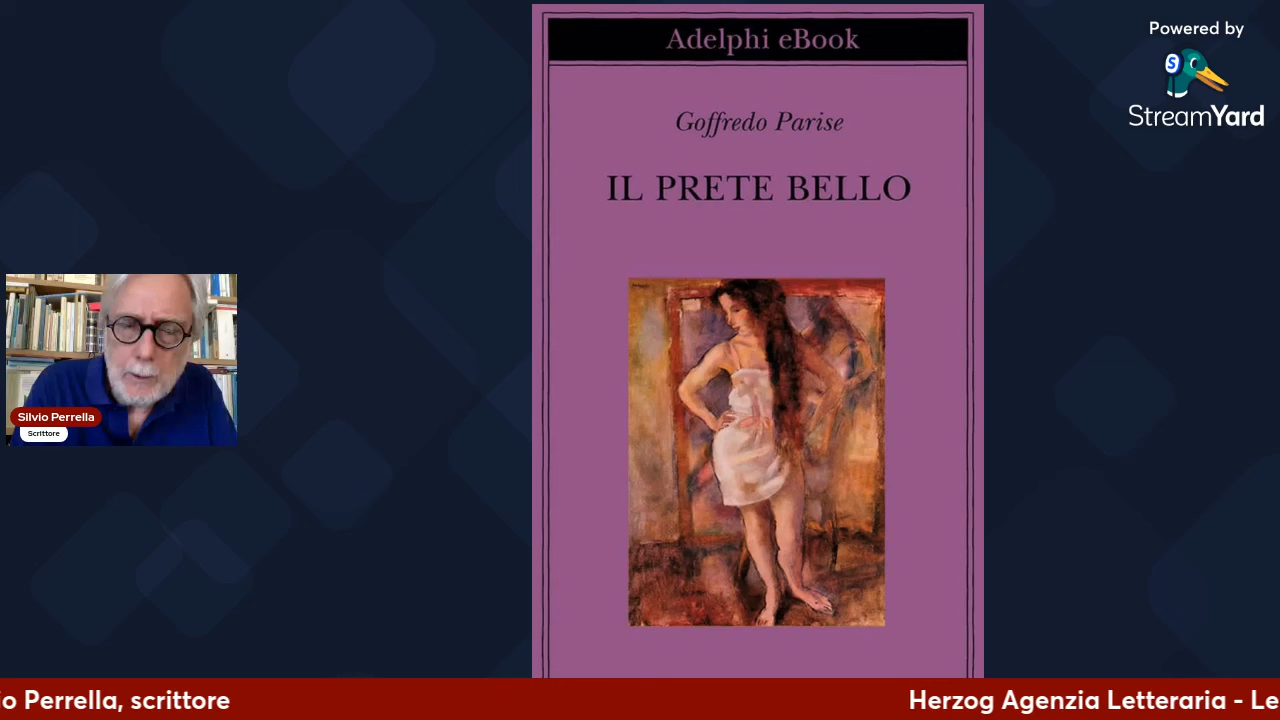 Powered by
StreamYard
Adelphi eBook
Goffredo Parise
IL PRETE BELLO
Silvio Perrella
Scrittore
io Perrella, scrittore
Herzog Agenzia Letteraria - Le